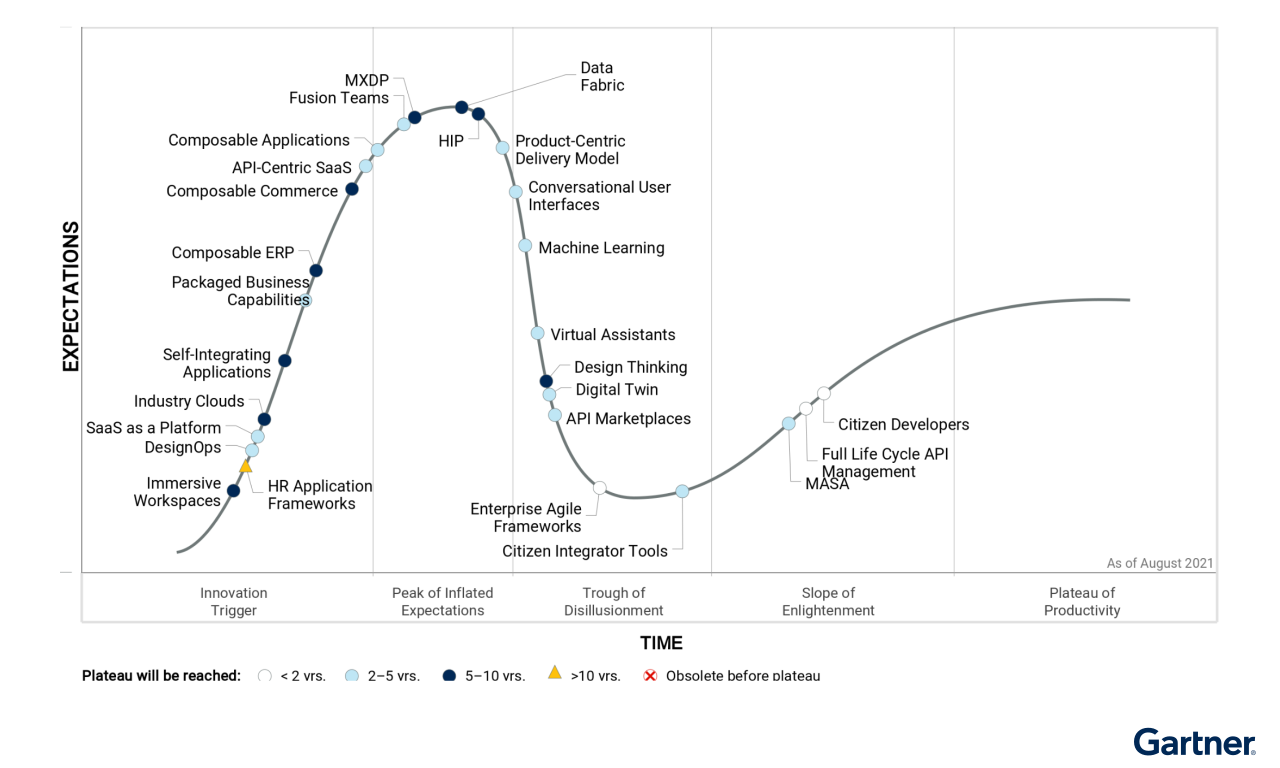 Data
Fabric
MXDP
Fusion Teams
Composable Applications
HIP
Product-Centric
Delivery Model
API-Centric SaaS
Composable Commerce
Conversational User
Interfaces
Machine Learning
Composable ERP
Packaged Business
Capabilities
EXPECTATIONS
Virtual Assistants
Self-Integrating
Applications
Design Thinking
Digital Twin
Industry Clouds
API Marketplaces
SaaS as a Platform
DesignOps
Citizen Developers
Full Life Cycle API
Management
MASA
Immersive
Workspaces
HR Application
Frameworks
Enterprise Agile
Frameworks
Citizen Integrator Tools
As of August 2021
Innovation
Trigger
Peak of Inflated
Expectations
Trough of
Disillusionment
Slope of
Enlightenment
Plateau of
Productivity
TIME
Plateau will be reached: < 2 yrs. 2–5 yrs. 5–10 yrs. >10 yrs. Obsolete before plateau
Gartner®